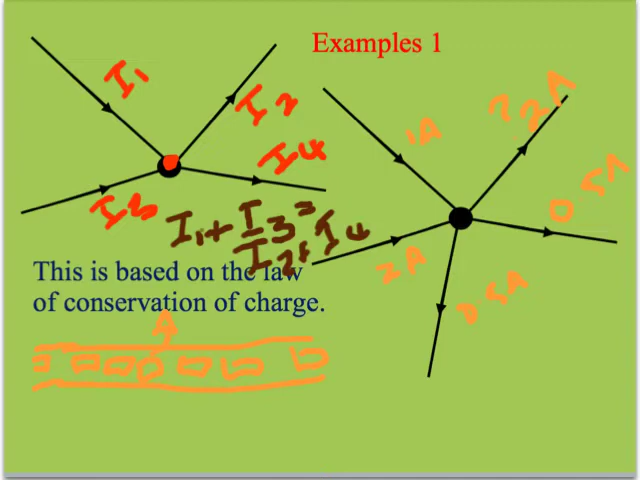 Examples 1
I1
I2
I4
I3
I1 + I3 =
I2 + I4
This is based on the law
of conservation of charge.
A
1A
? 2A
0 5A
2A
0 5A